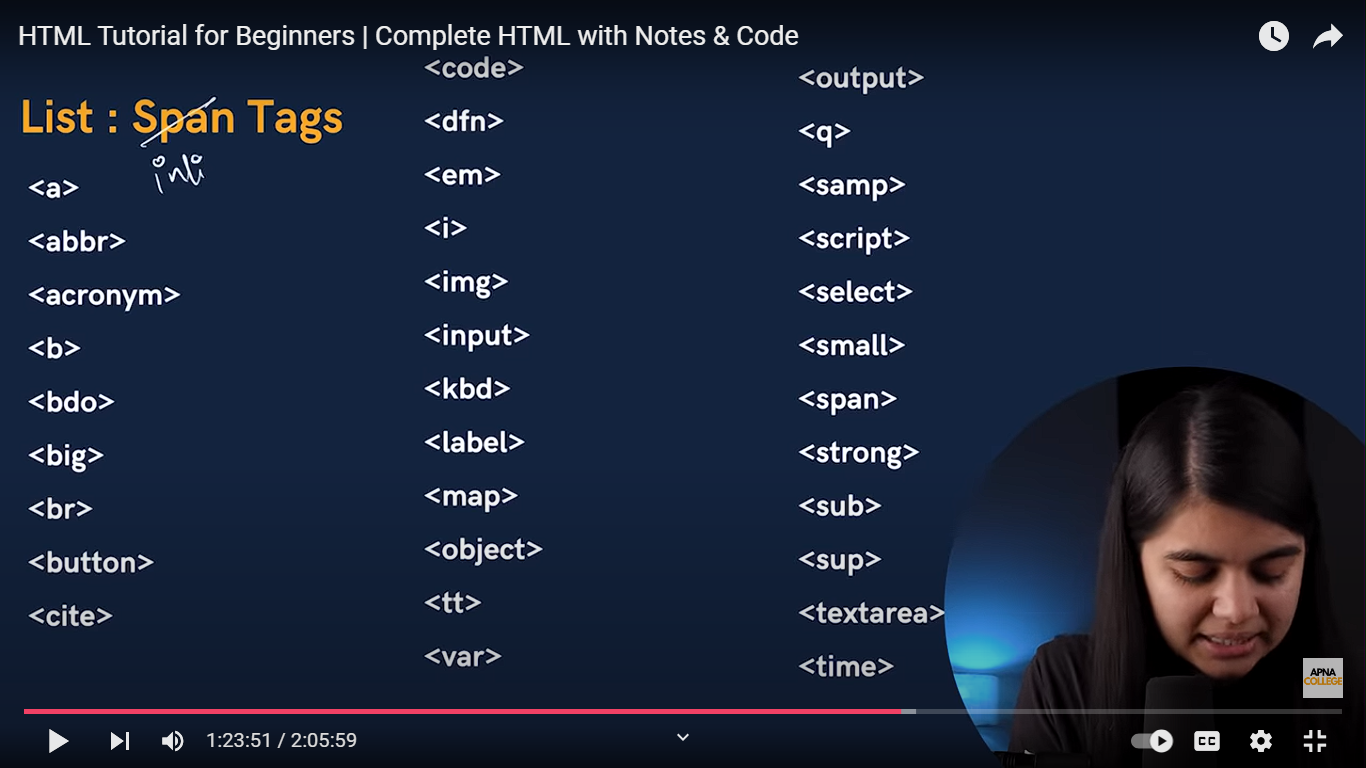 HTML Tutorial for Beginners | Complete HTML with Notes & Code
List : Span Tags
inli
<a>
<abbr>
<acronym>
<b>
<bdo>
<big>
<br>
<button>
<cite>
<code>
<dfn>
<em>
<i>
<img>
<input>
<kbd>
<label>
<map>
<object>
<tt>
<var>
<output>
<q>
<samp>
<script>
<select>
<small>
<span>
<strong>
<sub>
<sup>
<textarea>
<time>
APNA
COLLEGE
1:23:51 / 2:05:59
CC